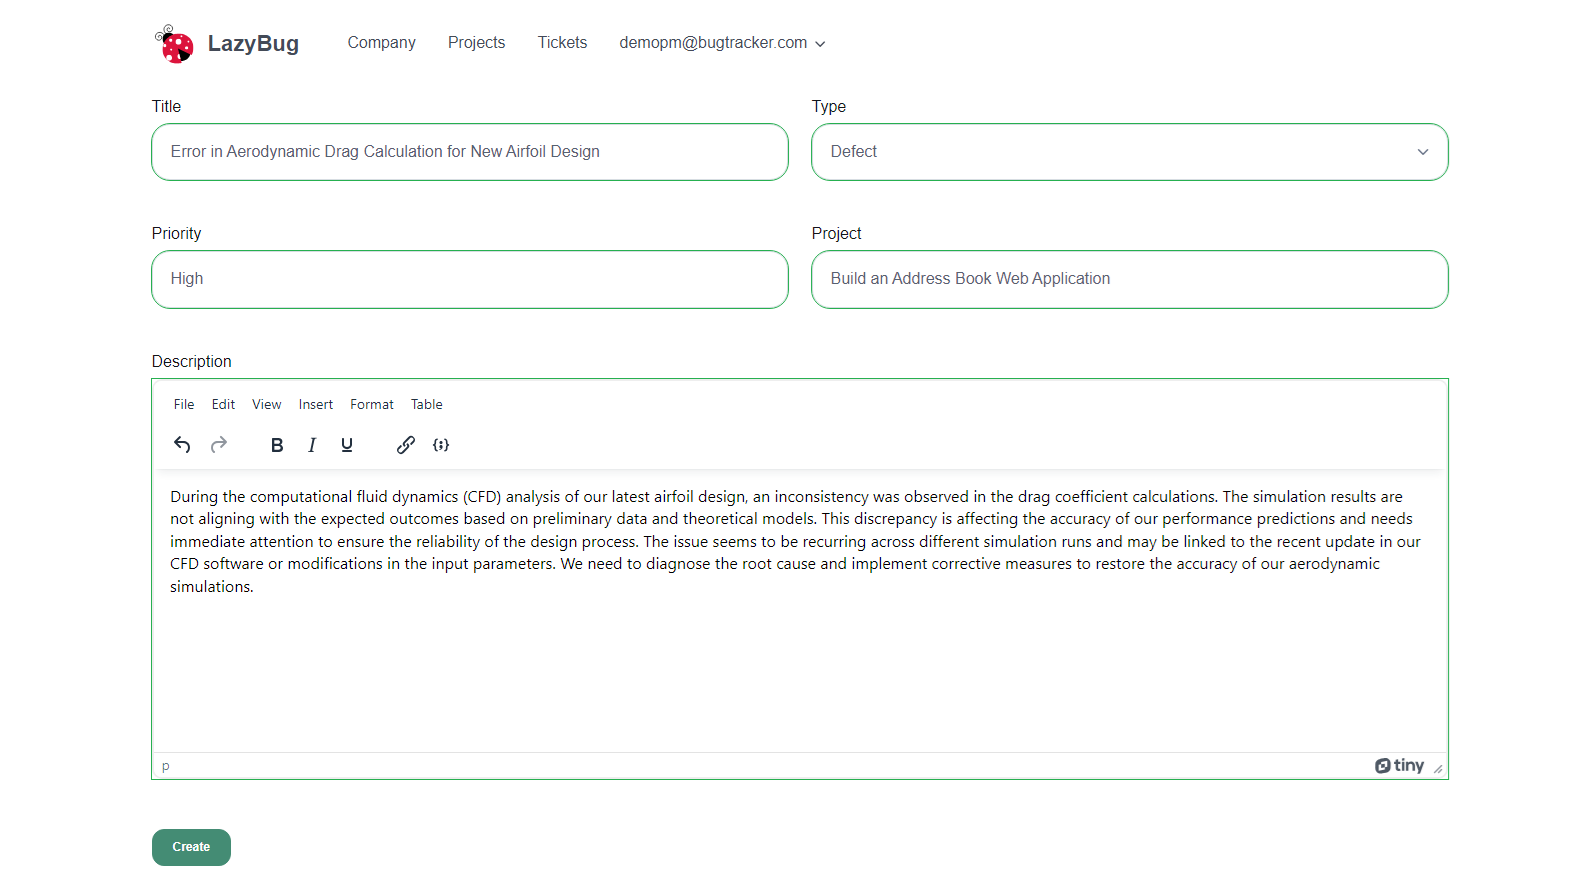 LazyBug Company Projects Tickets demopm@bugtracker.com
Title Type
Error in Aerodynamic Drag Calculation for New Airfoil Design Defect
Priority Project
High Build an Address Book Web Application
Description
File Edit View Insert Format Table
B I U {;}
During the computational fluid dynamics (CFD) analysis of our latest airfoil design, an inconsistency was observed in the drag coefficient calculations. The simulation results are
not aligning with the expected outcomes based on preliminary data and theoretical models. This discrepancy is affecting the accuracy of our performance predictions and needs
immediate attention to ensure the reliability of the design process. The issue seems to be recurring across different simulation runs and may be linked to the recent update in our
CFD software or modifications in the input parameters. We need to diagnose the root cause and implement corrective measures to restore the accuracy of our aerodynamic
simulations.
p tiny
Create